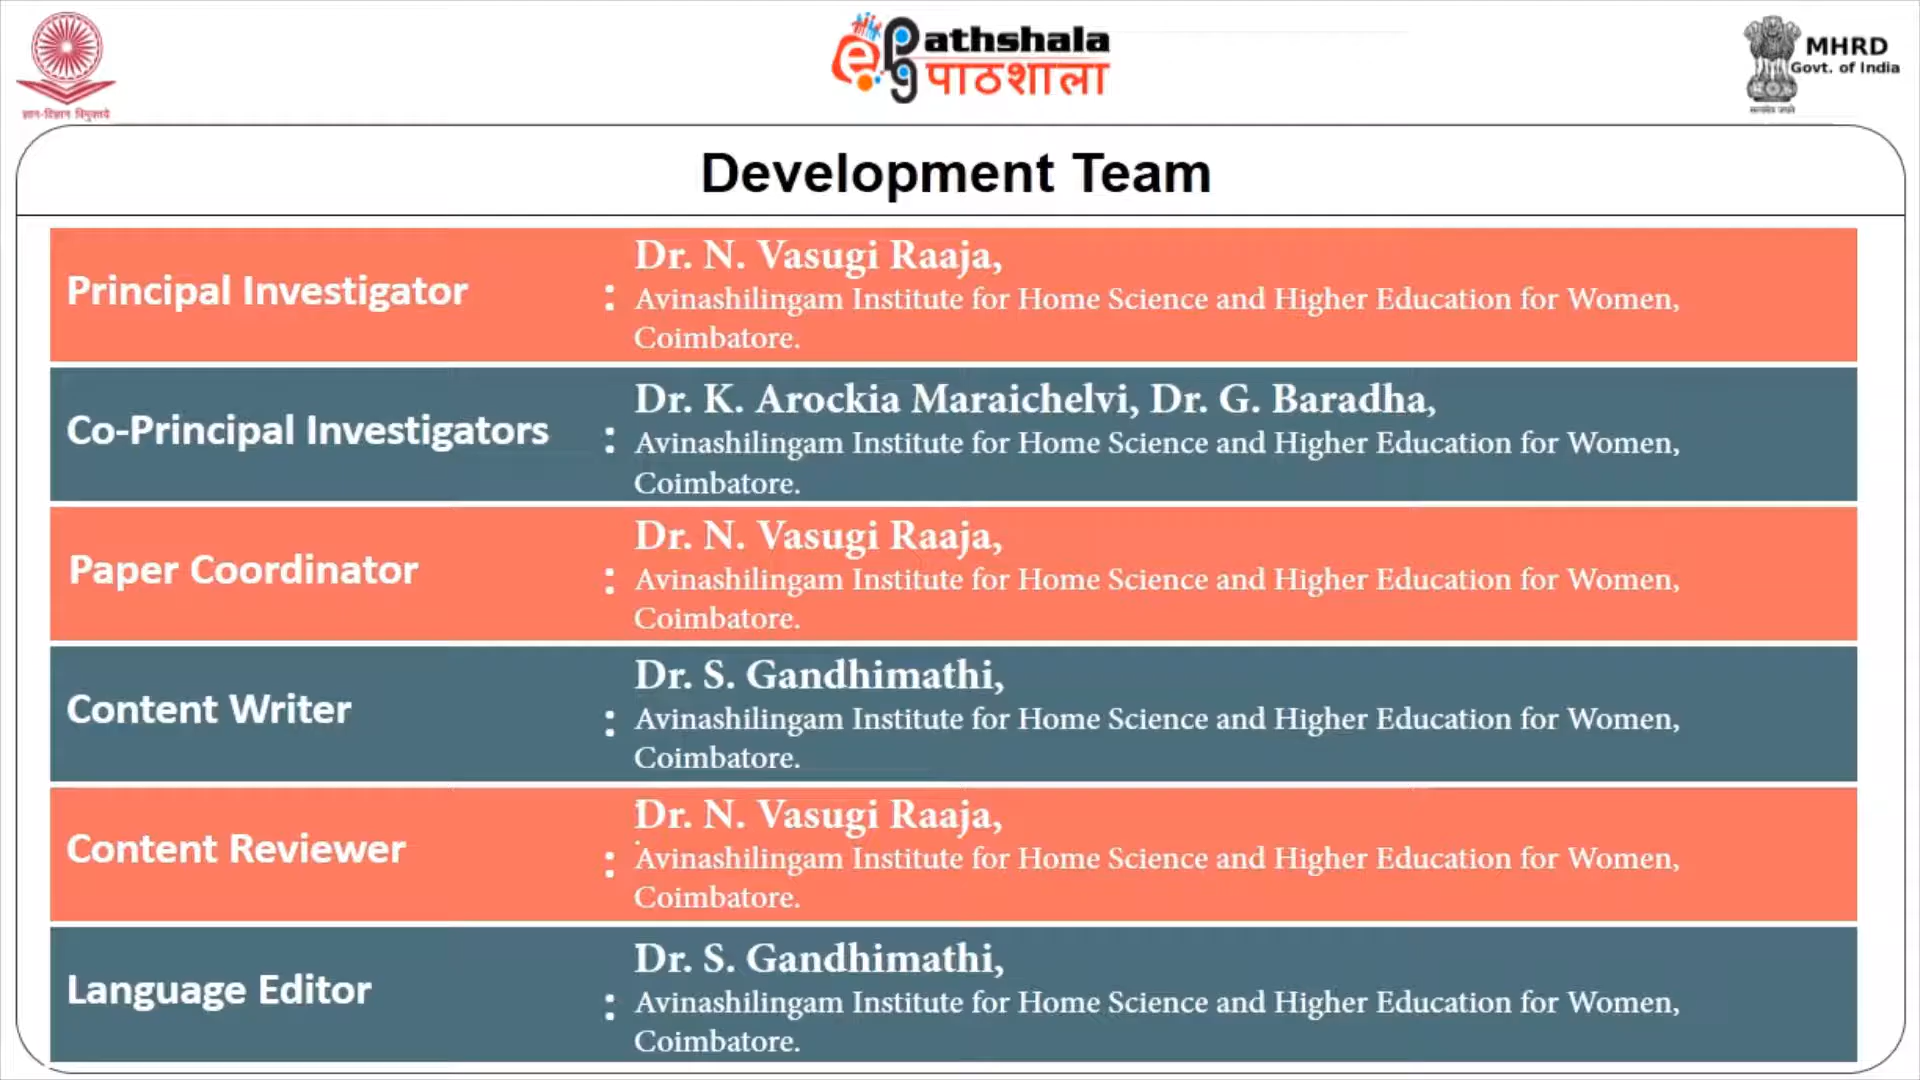 ज्ञान-विज्ञान विमुक्तये
Pathshala
पाठशाला
MHRD
Govt. of India
सत्यमेव जयते
Development Team
Principal Investigator
:
Dr. N. Vasugi Raaja,
Avinashilingam Institute for Home Science and Higher Education for Women,
Coimbatore.
Co-Principal Investigators
:
Dr. K. Arockia Maraichelvi, Dr. G. Baradha,
Avinashilingam Institute for Home Science and Higher Education for Women,
Coimbatore.
Paper Coordinator
:
Dr. N. Vasugi Raaja,
Avinashilingam Institute for Home Science and Higher Education for Women,
Coimbatore.
Content Writer
:
Dr. S. Gandhimathi,
Avinashilingam Institute for Home Science and Higher Education for Women,
Coimbatore.
Content Reviewer
:
Dr. N. Vasugi Raaja,
Avinashilingam Institute for Home Science and Higher Education for Women,
Coimbatore.
Language Editor
:
Dr. S. Gandhimathi,
Avinashilingam Institute for Home Science and Higher Education for Women,
Coimbatore.